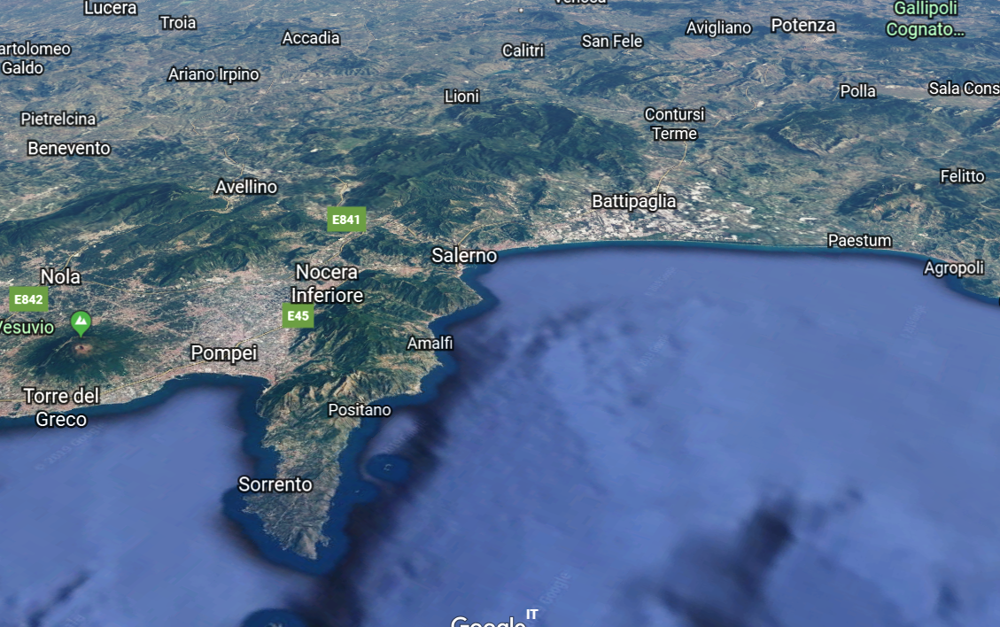 Lucera
Troia
Gallipoli
Cognato...
Accadia
Avigliano
Potenza
San Fele
Calitri
Galdo
Ariano Irpino
Lioni
Polla
Sala Cons
Pietrelcina
Contursi
Terme
Benevento
Felitto
Avellino
Battipaglia
E841
Paestum
Salerno
Agropoli
Nola
Nocera
Inferiore
E842
E45
Vesuvio
Amalfi
Pompei
Torre del
Greco
Positano
Sorrento
Google
IT
Google